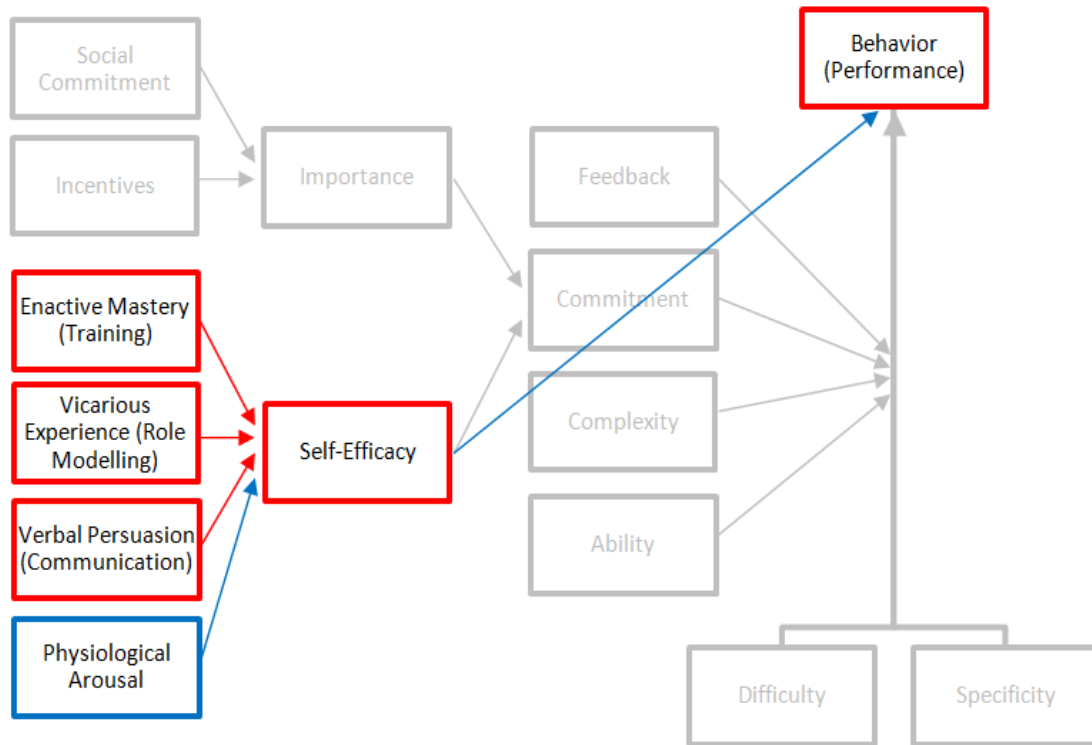 Social
Commitment
Incentives
Importance
Enactive Mastery
(Training)
Vicarious
Experience (Role
Modelling)
Verbal Persuasion
(Communication)
Physiological
Arousal
Self-Efficacy
Feedback
Commitment
Complexity
Ability
Behavior
(Performance)
Difficulty
Specificity